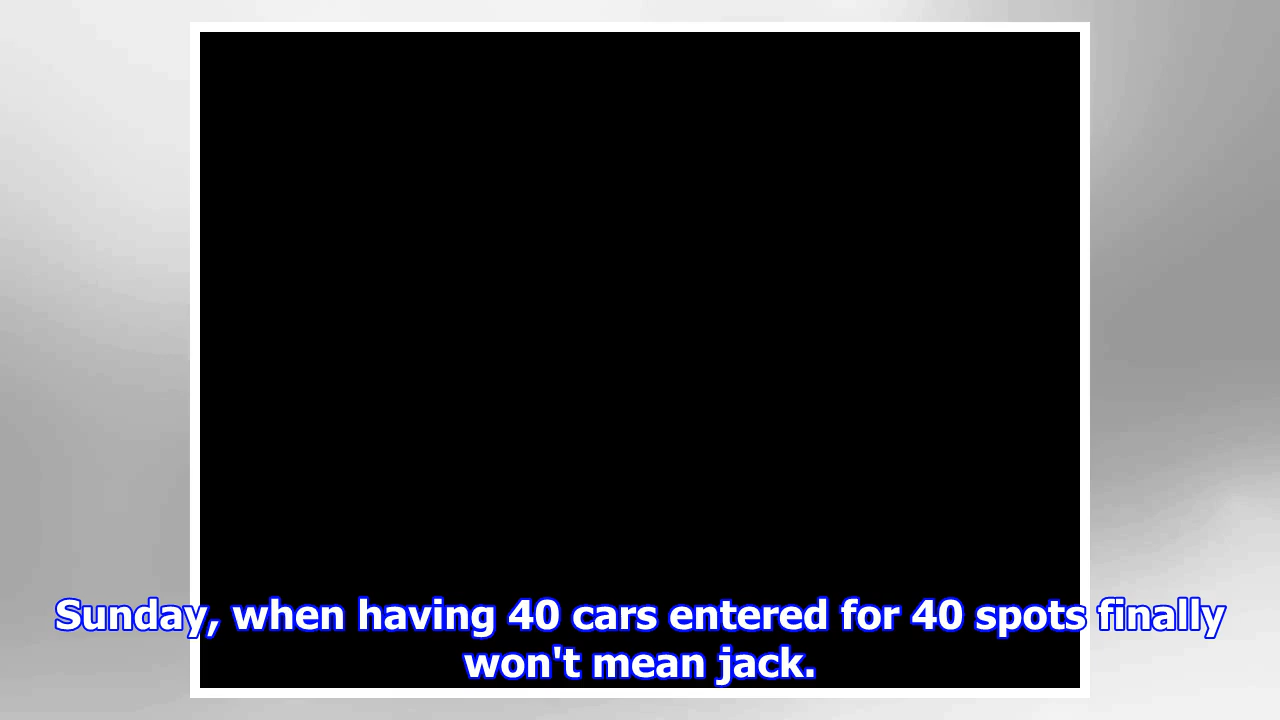 Sunday, when having 40 cars entered for 40 spots finally
won't mean jack.